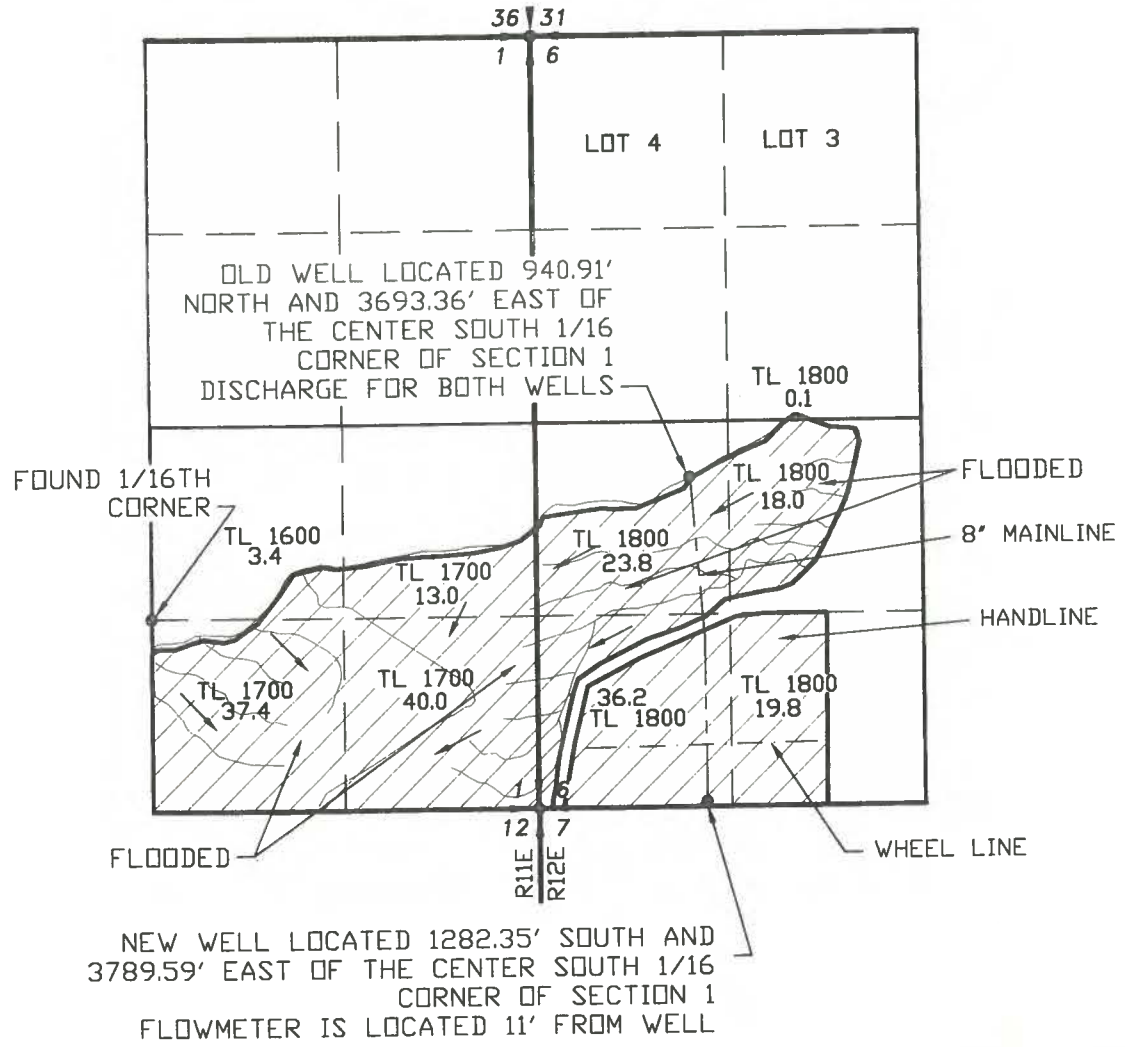 36 31
1 6
LOT 4
LOT 3
OLD WELL LOCATED 940.91'
NORTH AND 3693.36' EAST OF
THE CENTER SOUTH 1/16
CORNER OF SECTION 1
DISCHARGE FOR BOTH WELLS
TL 1800
0.1
FOUND 1/16TH
CORNER
TL 1600
3.4
TL 1700
13.0
TL 1800
23.8
TL 1800
18.0
FLOODED
8" MAINLINE
HANDLINE
TL 1700
37.4
TL 1700
40.0
36.2
TL 1800
TL 1800
19.8
1 6
12 7
FLOODED
R11E
R12E
WHEEL LINE
NEW WELL LOCATED 1282.35' SOUTH AND
3789.59' EAST OF THE CENTER SOUTH 1/16
CORNER OF SECTION 1
FLOWMETER IS LOCATED 11' FROM WELL